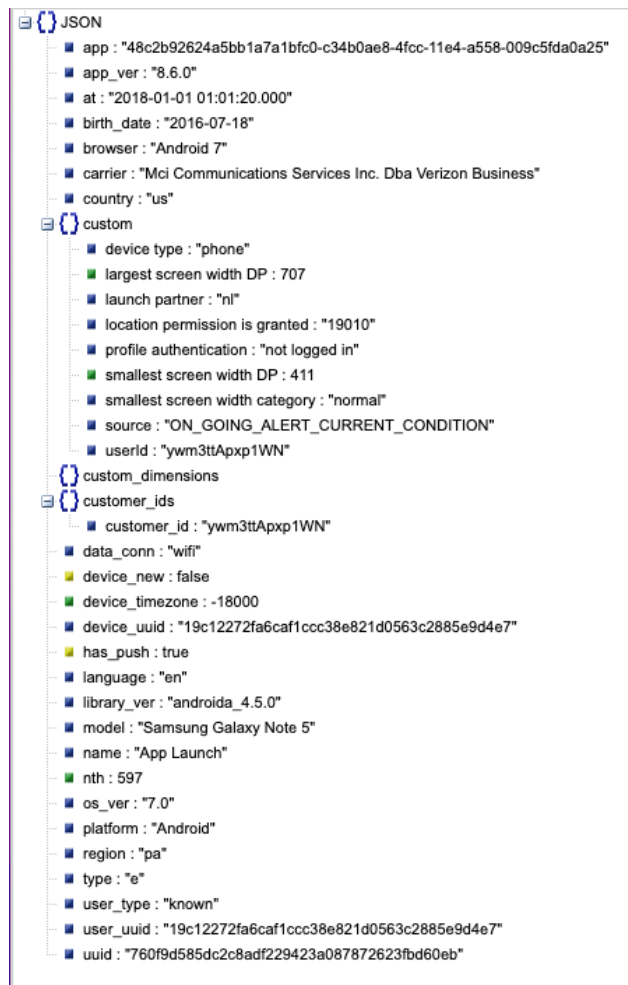 JSON
app : "48c2b92624a5bb1a7a1bfc0-c34b0ae8-4fcc-11e4-a558-009c5fda0a25"
app_ver : "8.6.0"
at : "2018-01-01 01:01:20.000"
birth_date : "2016-07-18"
browser : "Android 7"
carrier : "Mci Communications Services Inc. Dba Verizon Business"
country : "us"
custom
device type : "phone"
largest screen width DP : 707
launch partner : "nl"
location permission is granted : "19010"
profile authentication : "not logged in"
smallest screen width DP : 411
smallest screen width category : "normal"
source : "ON_GOING_ALERT_CURRENT_CONDITION"
userId : "ywm3ttApxp1WN"
custom_dimensions
customer_ids
customer_id : "ywm3ttApxp1WN"
data_conn : "wifi"
device_new : false
device_timezone : -18000
device_uuid : "19c12272fa6caf1ccc38e821d0563c2885e9d4e7"
has_push : true
language : "en"
library_ver : "androida_4.5.0"
model : "Samsung Galaxy Note 5"
name : "App Launch"
nth : 597
os_ver : "7.0"
platform : "Android"
region : "pa"
type : "e"
user_type : "known"
user_uuid : "19c12272fa6caf1ccc38e821d0563c2885e9d4e7"
uuid : "760f9d585dc2c8adf229423a087872623fbd60eb"